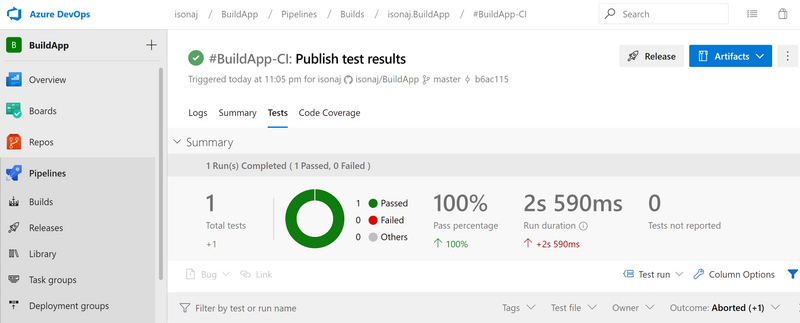 Azure DevOps
isonaj / BuildApp / Pipelines / Builds / isonaj.BuildApp / #BuildApp-CI
Search
B BuildApp +
Overview
Boards
Repos
Pipelines
Builds
Releases
Library
Task groups
Deployment groups
#BuildApp-CI: Publish test results
Triggered today at 11:05 pm for isonaj isonaj/BuildApp master b6ac115
Release
Artifacts
Logs Summary Tests Code Coverage
Summary
1 Run(s) Completed ( 1 Passed, 0 Failed )
1
Total tests
+1
1 Passed
0 Failed
0 Others
100%
Pass percentage
100%
2s 590ms
Run duration
+2s 590ms
0
Tests not reported
Bug Link
Test run Column Options
Filter by test or run name
Tags Test file Owner Outcome: Aborted (+1)